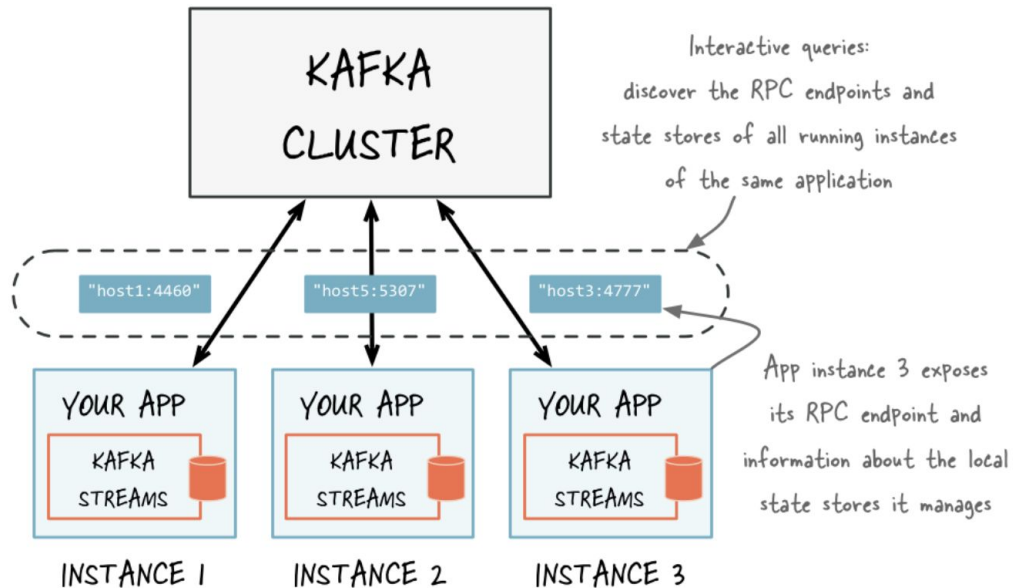 KAFKA
CLUSTER
Interactive queries:
discover the RPC endpoints and
state stores of all running instances
of the same application
"host1:4460"
"host5:5307"
"host3:4777"
App instance 3 exposes
its RPC endpoint and
information about the local
state stores it manages
YOUR APP
KAFKA
STREAMS
INSTANCE 1
YOUR APP
KAFKA
STREAMS
INSTANCE 2
YOUR APP
KAFKA
STREAMS
INSTANCE 3